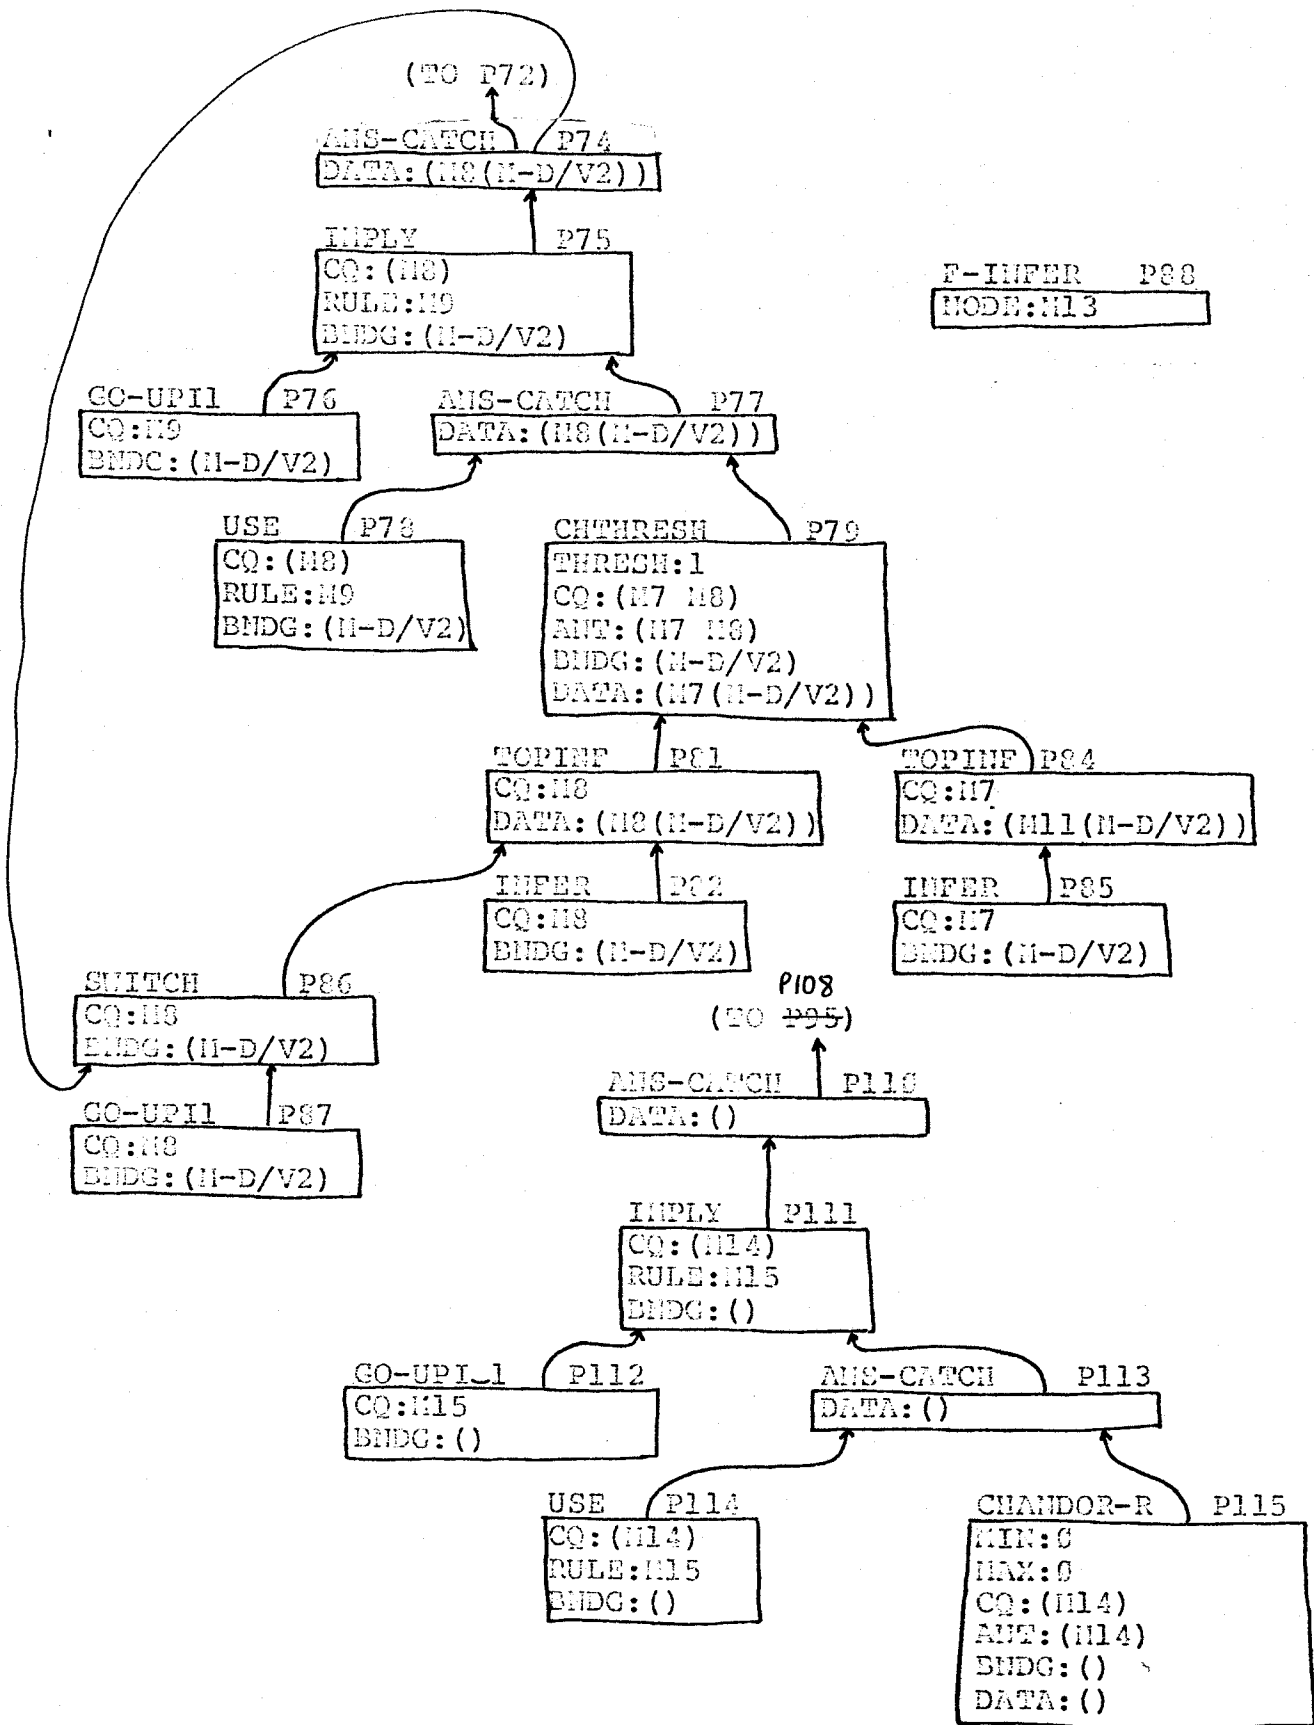 (TO P72)
ANS-CATCH P74
DATA:(M8(M-D/V2))
IMPLY P75
CQ:(M8)
RULE:M9
BNDG:(M-D/V2)
F-INFER P88
NODE:M13
GO-UPI1 P76
CQ:M9
BNDG:(M-D/V2)
ANS-CATCH P77
DATA:(M8(M-D/V2))
USE P78
CQ:(M8)
RULE:M9
BNDG:(M-D/V2)
CHTHRESH P79
THRESH:1
CQ:(M7 M8)
ANT:(M7 M8)
BNDG:(M-D/V2)
DATA:(M7(M-D/V2))
TOPINF P81
CQ:M8
DATA:(M8(M-D/V2))
TOPINF P84
CQ:M7
DATA:(M11(M-D/V2))
INFER P82
CQ:M8
BNDG:(M-D/V2)
INFER P85
CQ:M7
BNDG:(M-D/V2)
SWITCH P86
CQ:M8
BNDG:(M-D/V2)
P108
(TO P95)
GO-UPI1 P87
CQ:M8
BNDG:(M-D/V2)
ANS-CATCH P110
DATA:()
IMPLY P111
CQ:(M14)
RULE:M15
BNDG:()
GO-UPI 1 P112
CQ:M15
BNDG:()
ANS-CATCH P113
DATA:()
USE P114
CQ:(M14)
RULE:M15
BNDG:()
CHANDOR-R P115
MIN:0
MAX:0
CQ:(M14)
ANT:(M14)
BNDG:()
DATA:()